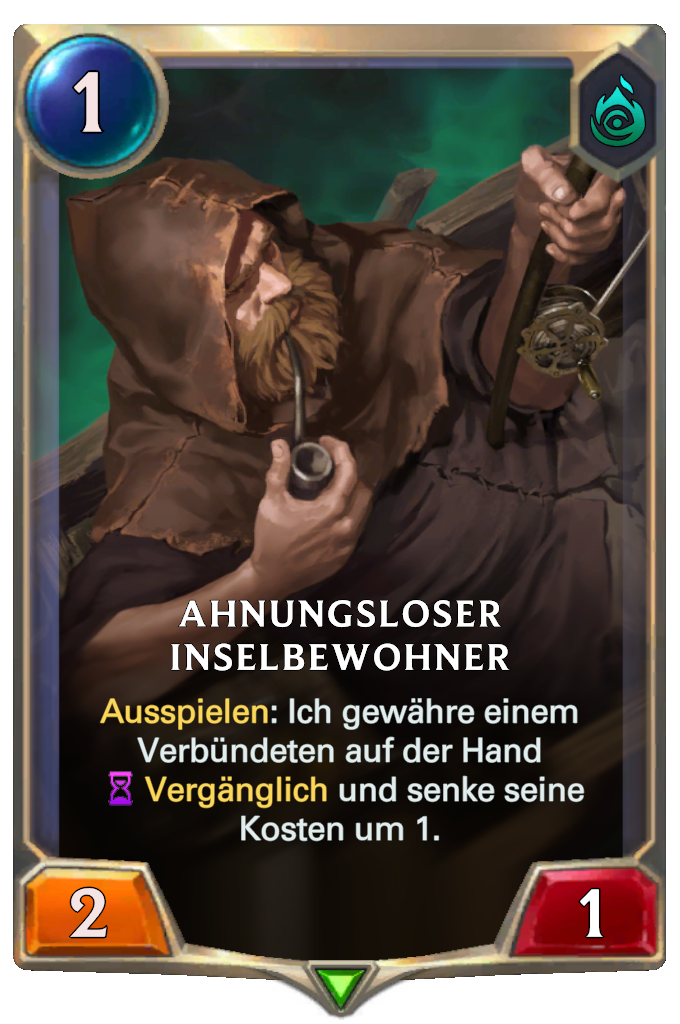 1
AHNUNGSLOSER
INSELBEWOHNER
Ausspielen: Ich gewähre einem
Verbündeten auf der Hand
Vergänglich und senke seine
Kosten um 1.
2
1